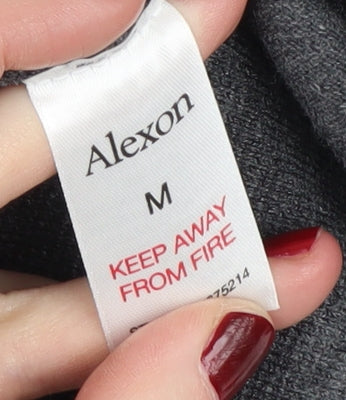 Alexon
M
KEEP AWAY
FROM FIRE